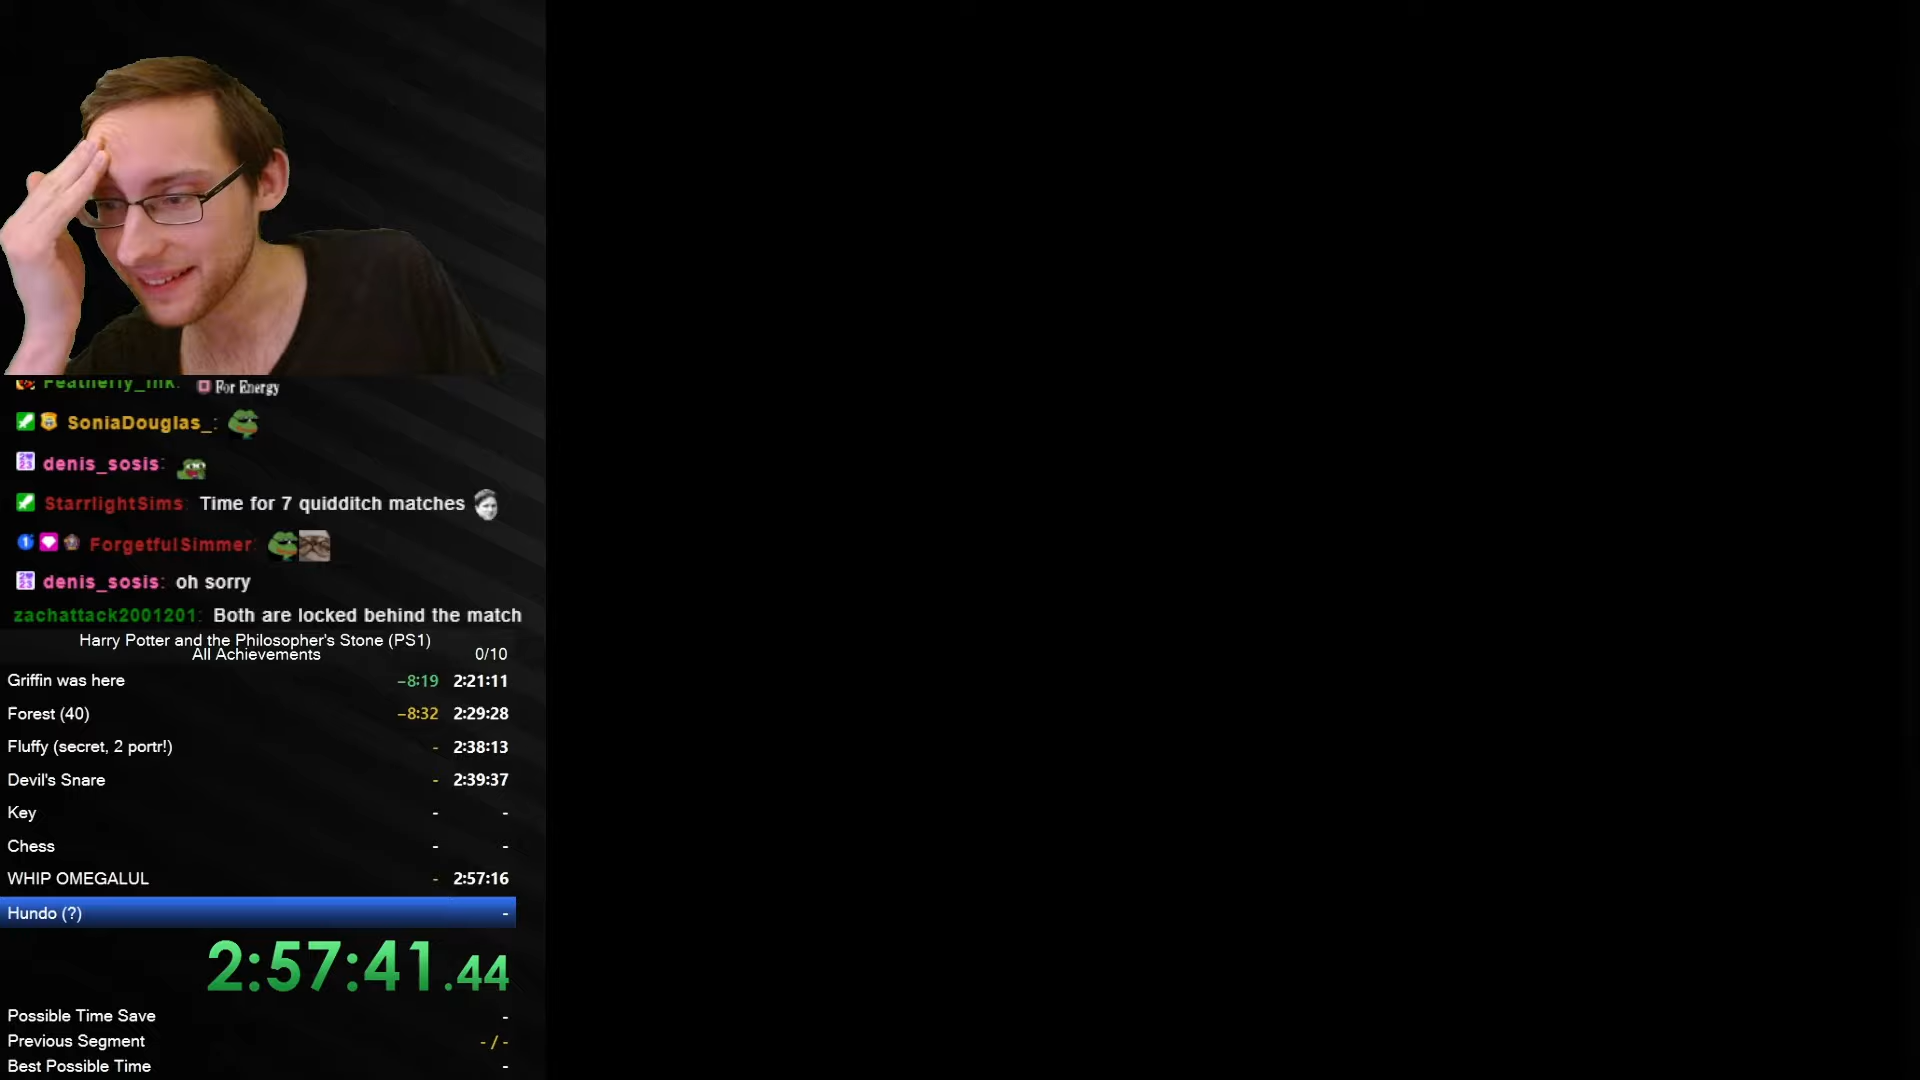 Featherly_Ink: For Energy
SoniaDouglas_:
denis_sosis:
StarrlightSims: Time for 7 quidditch matches
ForgetfulSimmer:
denis_sosis: oh sorry
zachattack2001201: Both are locked behind the match
Harry Potter and the Philosopher's Stone (PS1)
All Achievements 0/10
Griffin was here −8:19 2:21:11
Forest (40) −8:32 2:29:28
Fluffy (secret, 2 portr!) - 2:38:13
Devil's Snare - 2:39:37
Key - -
Chess - -
WHIP OMEGALUL - 2:57:16
Hundo (?) -
2:57:41.44
Possible Time Save -
Previous Segment - / -
Best Possible Time -